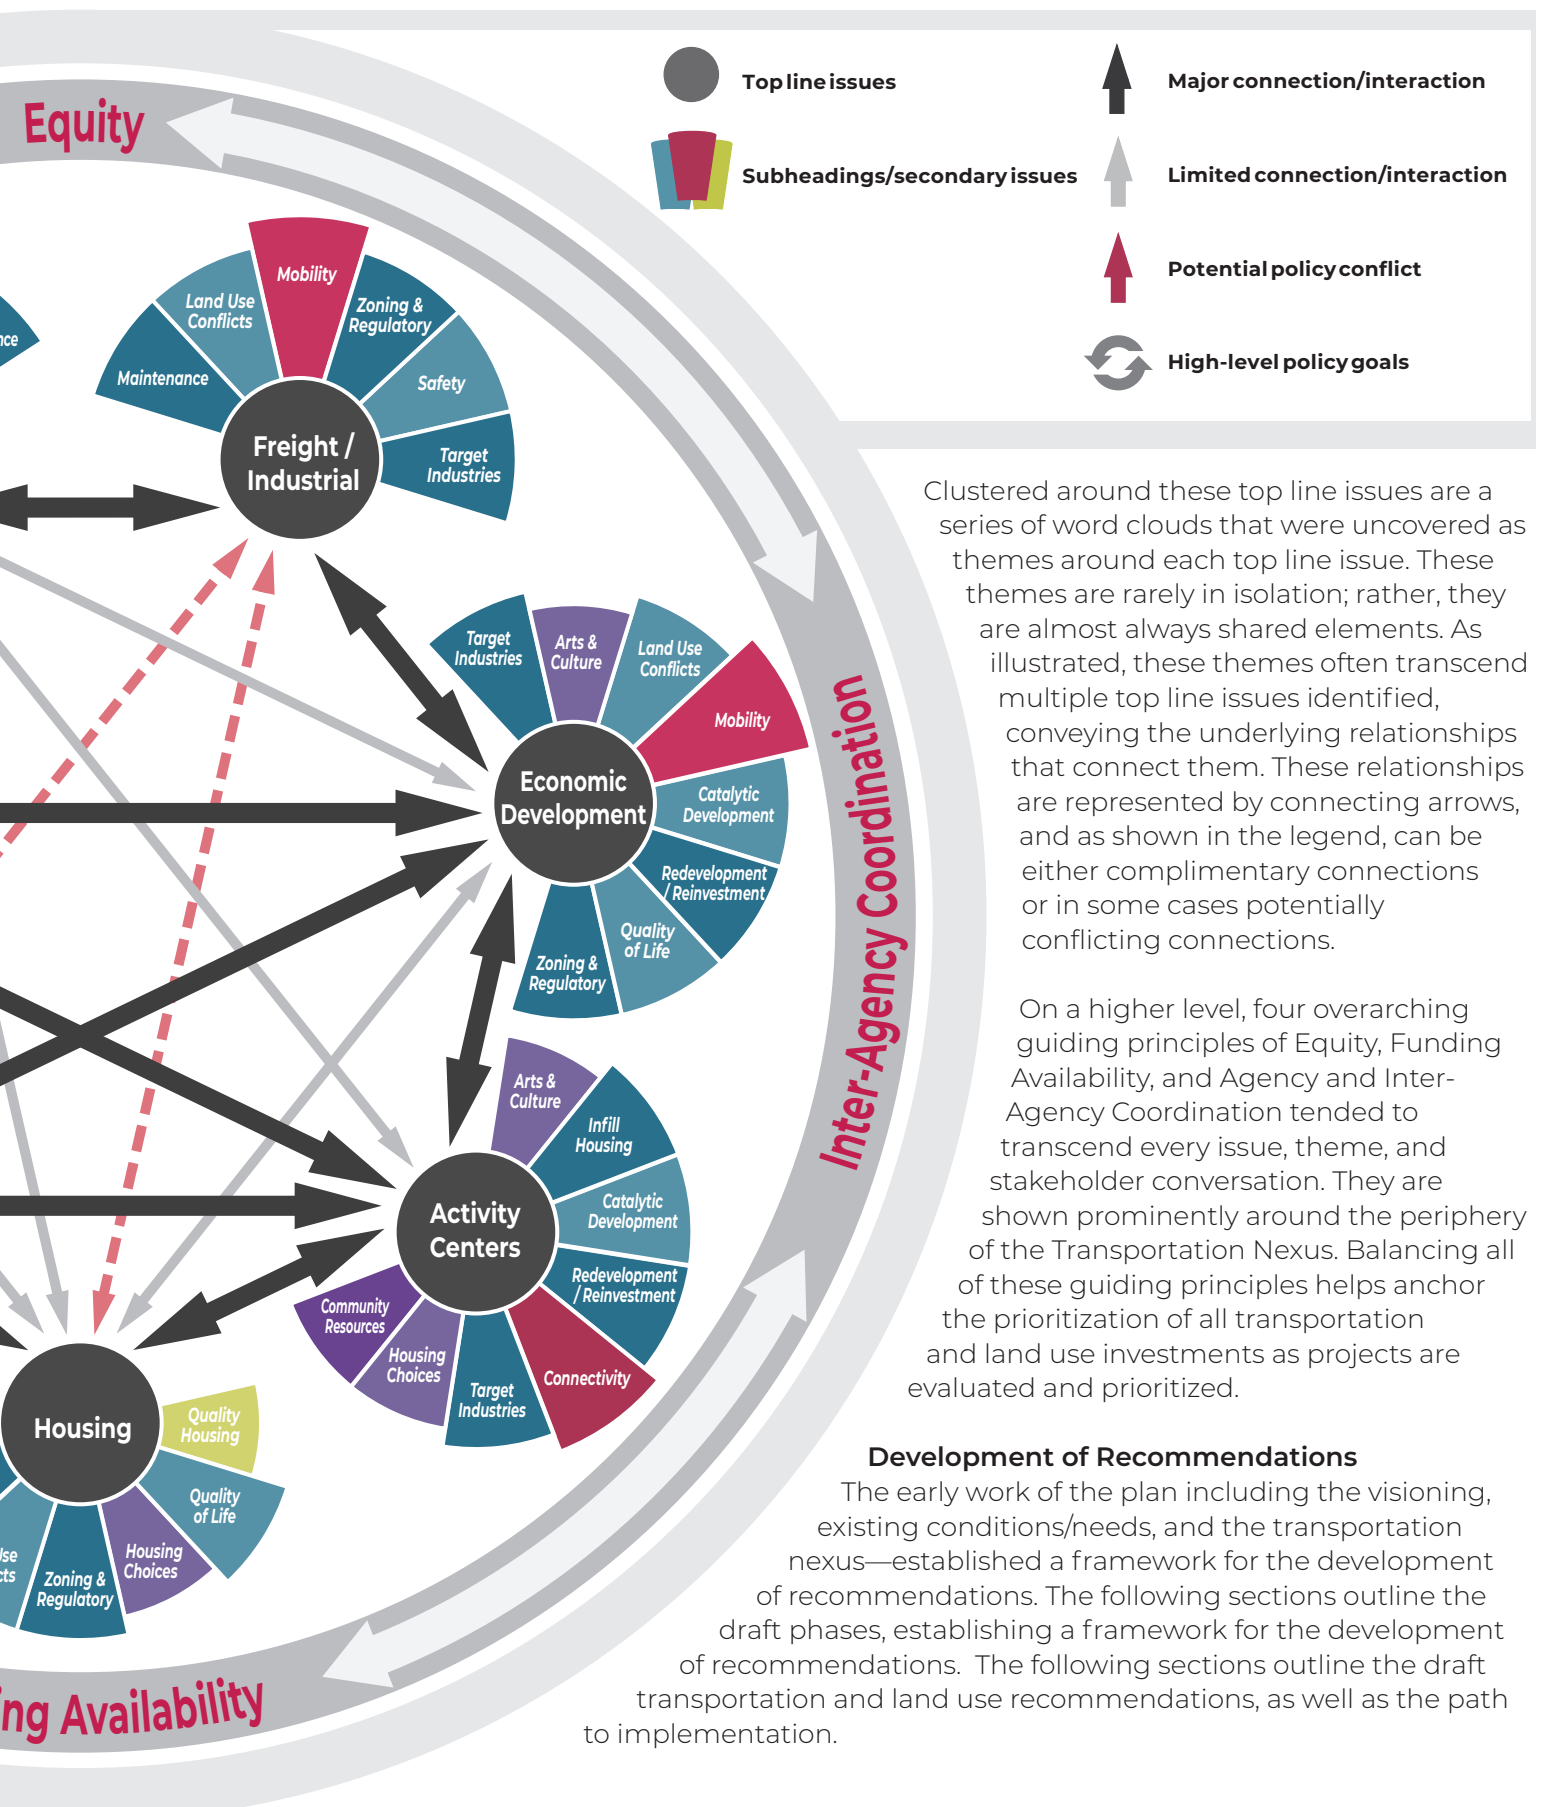 Equity
Top line issues
Subheadings/secondary issues
Major connection/interaction
Limited connection/interaction
Potential policy conflict
High-level policy goals
Maintenance
Land Use
Conflicts
Mobility
Zoning &
Regulatory
Safety
Target
Industries
Freight /
Industrial
Target
Industries
Arts &
Culture
Land Use
Conflicts
Mobility
Catalytic
Development
Redevelopment
/ Reinvestment
Quality
of Life
Zoning &
Regulatory
Economic
Development
Inter-Agency Coordination
Arts &
Culture
Infill
Housing
Catalytic
Development
Redevelopment
/ Reinvestment
Connectivity
Target
Industries
Housing
Choices
Community
Resources
Activity
Centers
Housing
Quality
Housing
Quality
of Life
Housing
Choices
Zoning &
Regulatory
Availability
Clustered around these top line issues are a
series of word clouds that were uncovered as
themes around each top line issue. These
themes are rarely in isolation; rather, they
are almost always shared elements. As
illustrated, these themes often transcend
multiple top line issues identified,
conveying the underlying relationships
that connect them. These relationships
are represented by connecting arrows,
and as shown in the legend, can be
either complimentary connections
or in some cases potentially
conflicting connections.
On a higher level, four overarching
guiding principles of Equity, Funding
Availability, and Agency and Inter-
Agency Coordination tended to
transcend every issue, theme, and
stakeholder conversation. They are
shown prominently around the periphery
of the Transportation Nexus. Balancing all
of these guiding principles helps anchor
the prioritization of all transportation
and land use investments as projects are
evaluated and prioritized.
Development of Recommendations
The early work of the plan including the visioning,
existing conditions/needs, and the transportation
nexus—established a framework for the development
of recommendations. The following sections outline the
draft phases, establishing a framework for the development
of recommendations.  The following sections outline the draft
transportation and land use recommendations, as well as the path
to implementation.